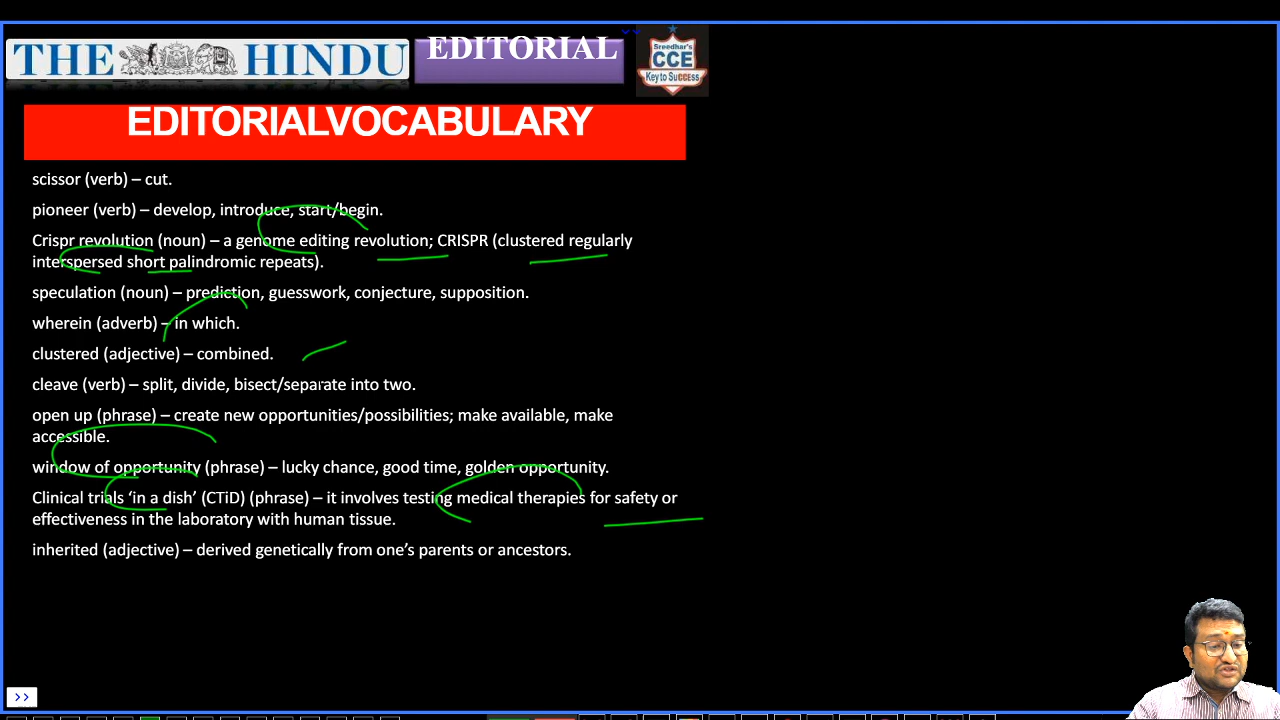 THE HINDU
EDITORIAL
Sreedhar's
CCE
Key to Success
EDITORIALVOCABULARY
scissor (verb) – cut.
pioneer (verb) – develop, introduce, start/begin.
Crispr revolution (noun) – a genome editing revolution; CRISPR (clustered regularly
interspersed short palindromic repeats).
speculation (noun) – prediction, guesswork, conjecture, supposition.
wherein (adverb) – in which.
clustered (adjective) – combined.
cleave (verb) – split, divide, bisect/separate into two.
open up (phrase) – create new opportunities/possibilities; make available, make
accessible.
window of opportunity (phrase) – lucky chance, good time, golden opportunity.
Clinical trials ‘in a dish’ (CTiD) (phrase) – it involves testing medical therapies for safety or
effectiveness in the laboratory with human tissue.
inherited (adjective) – derived genetically from one’s parents or ancestors.
>>